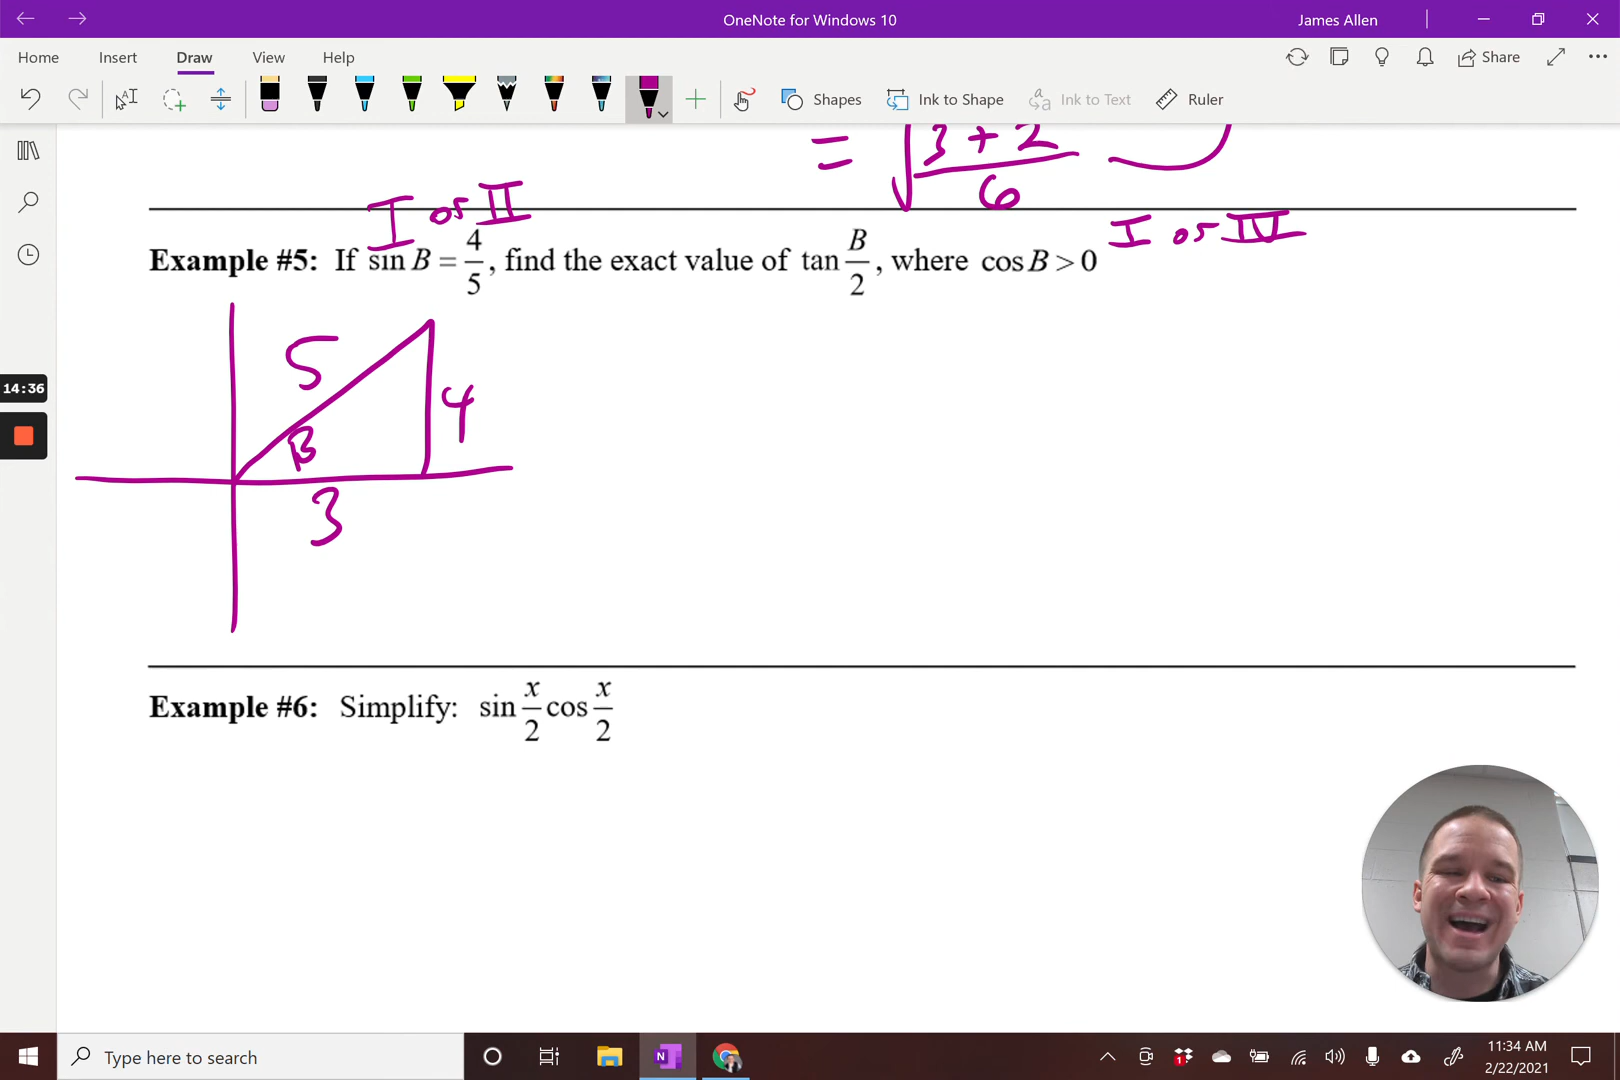 OneNote for Windows 10
James Allen
Home Insert Draw View Help
Share
Shapes Ink to Shape Ink to Text Ruler
= √(3 + 2)/6
I or II
I or IV
Example #5: If sin B = 4/5, find the exact value of tan B/2, where cos B > 0
5
4
B
3
14:36
Example #6: Simplify: sin x/2 cos x/2
Type here to search
N
1
11:34 AM
2/22/2021